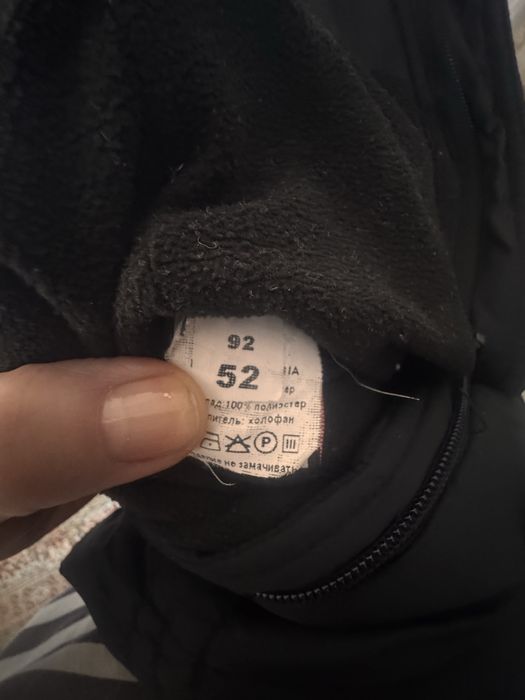 92
52
100% полиэстер
холофан
P
не замачивать